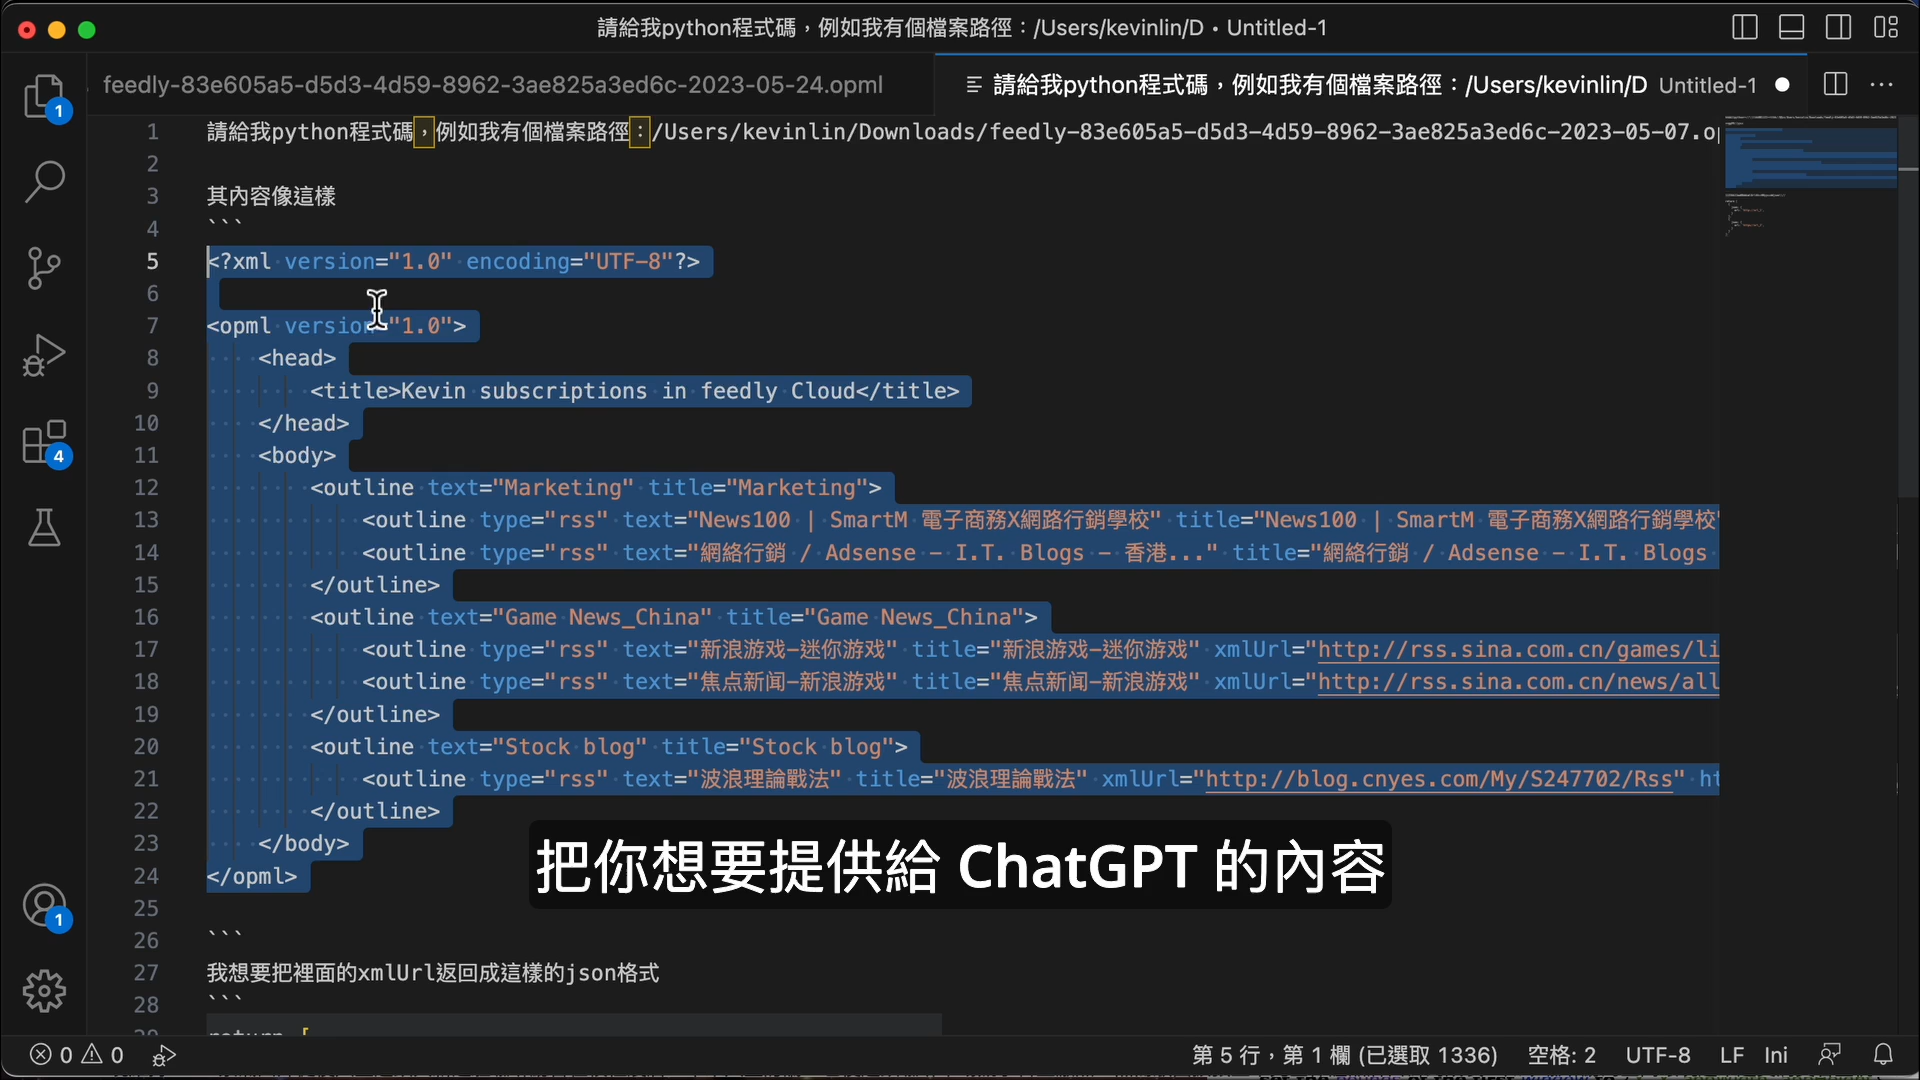 請給我python程式碼，例如我有個檔案路徑：/Users/kevinlin/D • Untitled-1
feedly-83e605a5-d5d3-4d59-8962-3ae825a3ed6c-2023-05-24.opml
請給我python程式碼，例如我有個檔案路徑：/Users/kevinlin/D Untitled-1
1 請給我python程式碼，例如我有個檔案路徑：/Users/kevinlin/Downloads/feedly-83e605a5-d5d3-4d59-8962-3ae825a3ed6c-2023-05-07.op
2
3 其內容像這樣
4 ```
5 <?xml version="1.0" encoding="UTF-8"?>
6
7 <opml version="1.0">
8 <head>
9 <title>Kevin subscriptions in feedly Cloud</title>
10 </head>
11 <body>
12 <outline text="Marketing" title="Marketing">
13 <outline type="rss" text="News100 | SmartM 電子商務X網路行銷學校" title="News100 | SmartM 電子商務X網路行銷學校"
14 <outline type="rss" text="網絡行銷 / Adsense - I.T. Blogs - 香港..." title="網絡行銷 / Adsense - I.T. Blogs
15 </outline>
16 <outline text="Game News_China" title="Game News_China">
17 <outline type="rss" text="新浪游戏-迷你游戏" title="新浪游戏-迷你游戏" xmlUrl="http://rss.sina.com.cn/games/li
18 <outline type="rss" text="焦点新闻-新浪游戏" title="焦点新闻-新浪游戏" xmlUrl="http://rss.sina.com.cn/news/all
19 </outline>
20 <outline text="Stock blog" title="Stock blog">
21 <outline type="rss" text="波浪理論戰法" title="波浪理論戰法" xmlUrl="http://blog.cnyes.com/My/S247702/Rss" ht
22 </outline>
23 </body>
24 </opml>
25
26 ```
27 我想要把裡面的xmlUrl返回成這樣的json格式
28 ```
29 return [
把你想要提供給 ChatGPT 的內容
1
4
1
0 0
第 5 行，第 1 欄 (已選取 1336) 空格: 2 UTF-8 LF Ini